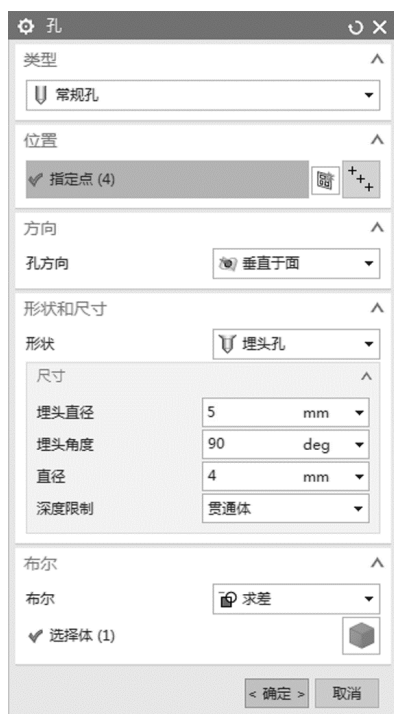 孔
类型
常规孔
位置
指定点 (4)
方向
孔方向 垂直于面
形状和尺寸
形状 埋头孔
尺寸
埋头直径 5 mm
埋头角度 90 deg
直径 4 mm
深度限制 贯通体
布尔
布尔 求差
选择体 (1)
< 确定 > 取消